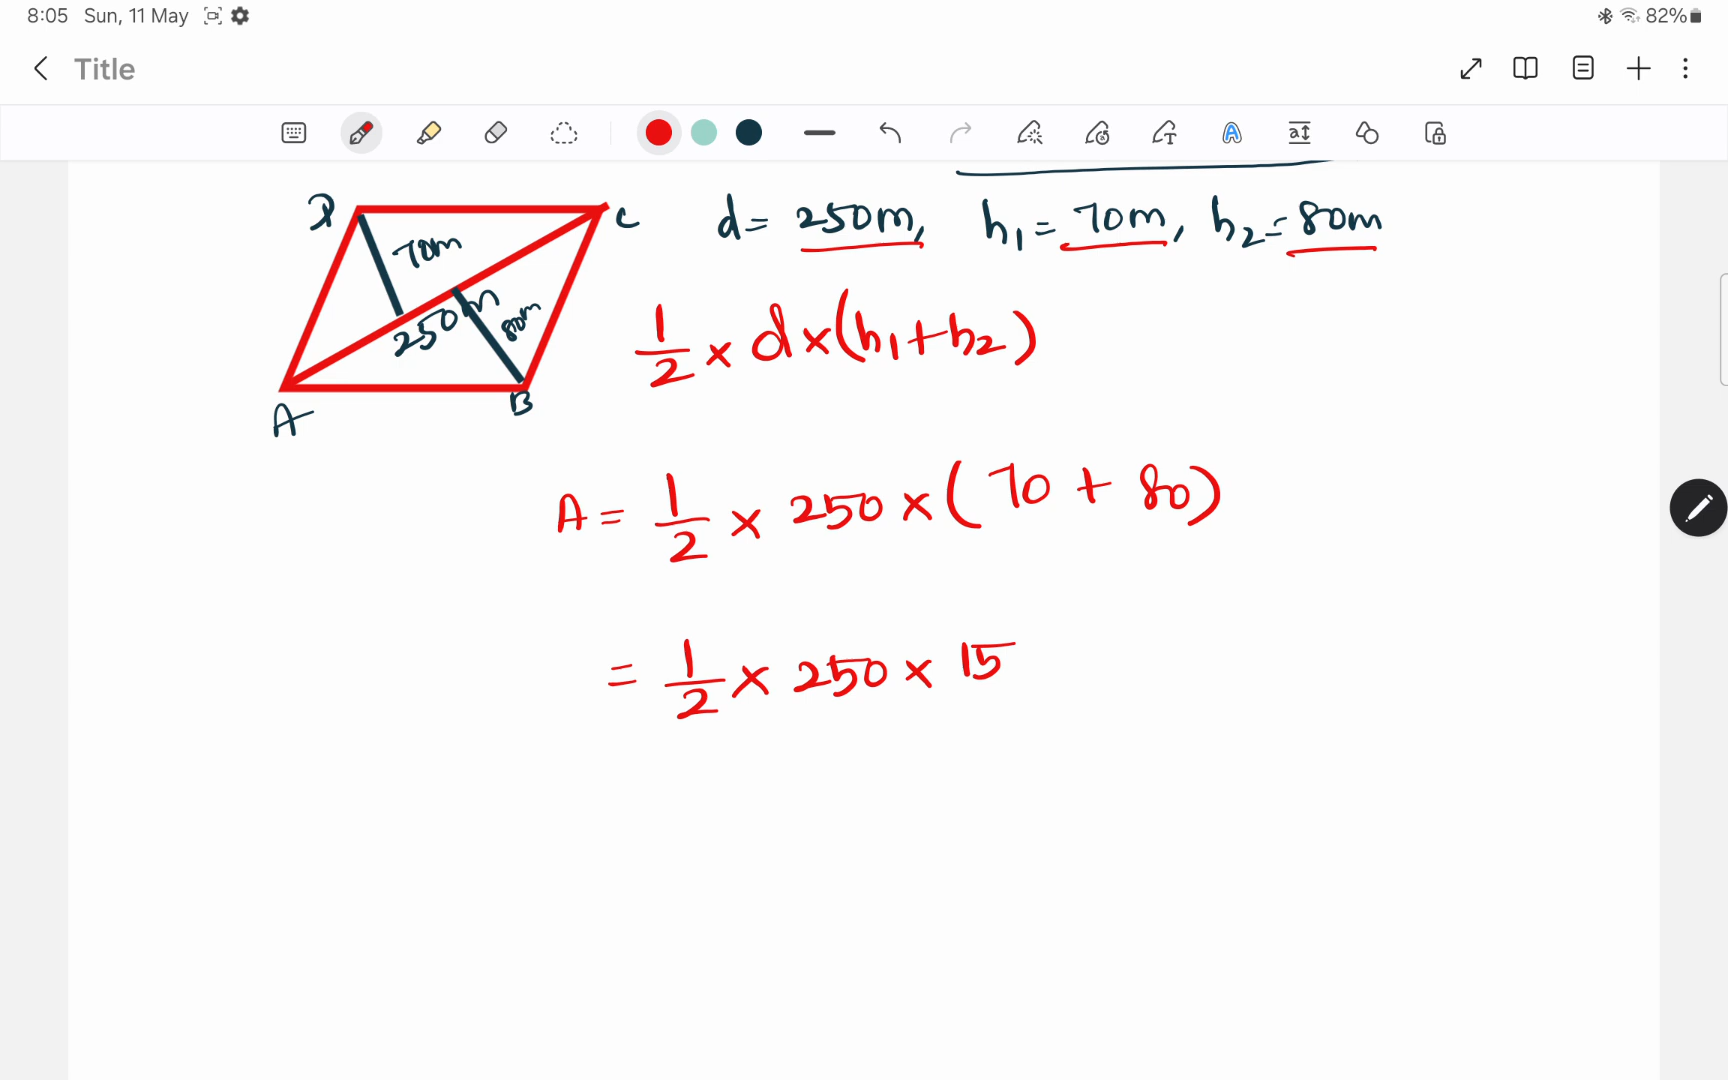 8:05 Sun, 11 May 82%
Title
D C d = 250m, h₁ = 70m, h₂ = 80m
70m
250m 80m
1/2 × d × (h₁ + h₂)
A B
A = 1/2 × 250 × (70 + 80)
= 1/2 × 250 × 15